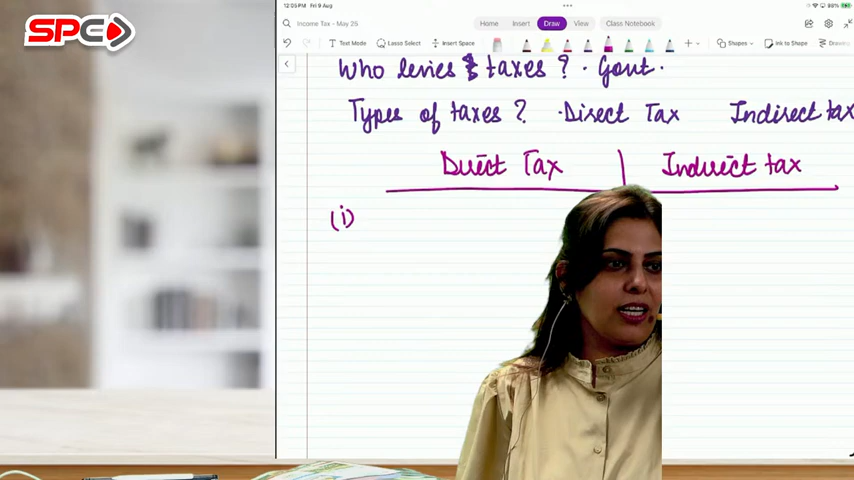 12:05 PM Fri 9 Aug
88%
SPC
Income Tax - May 25
Home Insert Draw View Class Notebook
Text Mode Lasso Select Insert Space Shapes Ink to Shape Drawing
Who levies taxes? · Govt.
Types of taxes? · Direct Tax Indirect tax
Direct Tax Indirect tax
(i)